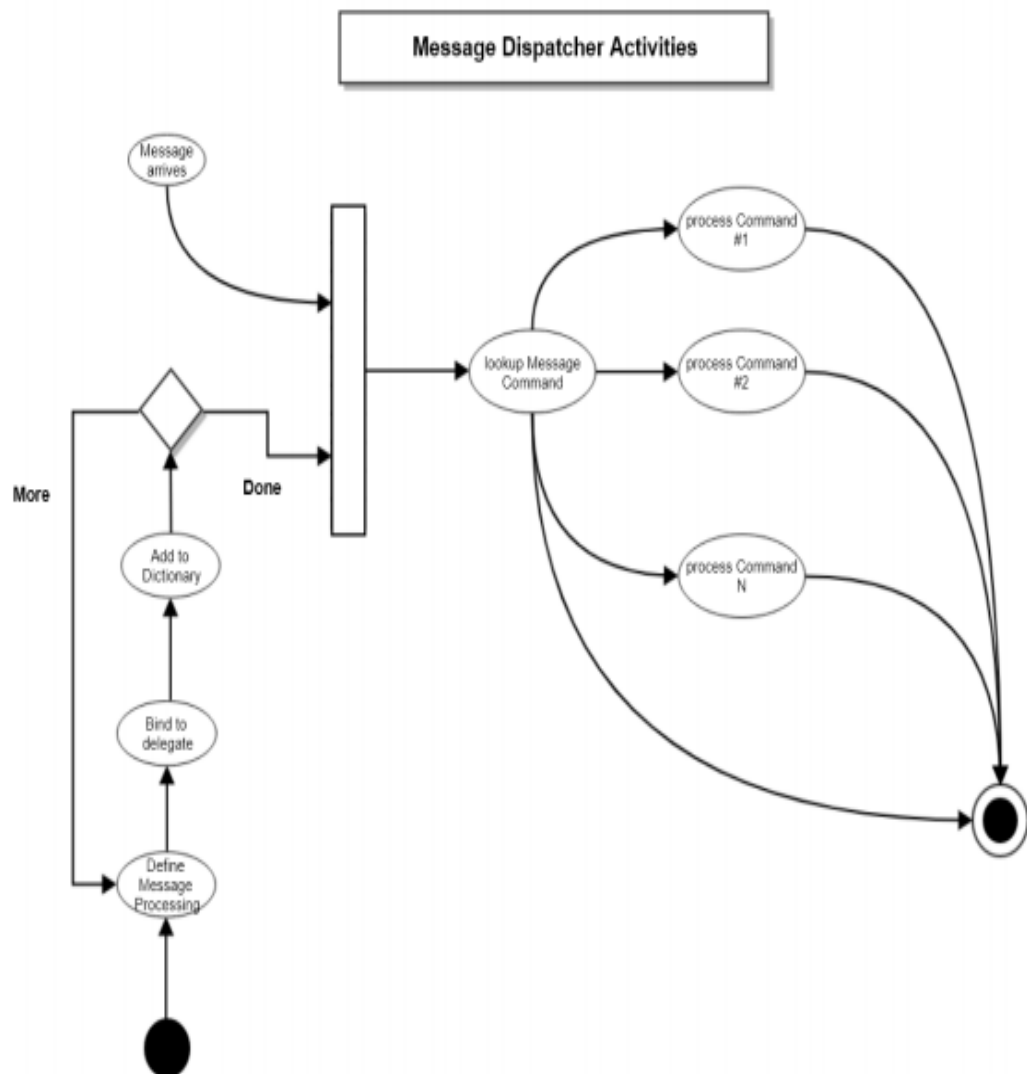 Message Dispatcher Activities
Message
arrives
process Command
#1
lookup Message
Command
process Command
#2
More
Done
Add to
Dictionary
process Command
N
Bind to
delegate
Define
Message
Processing